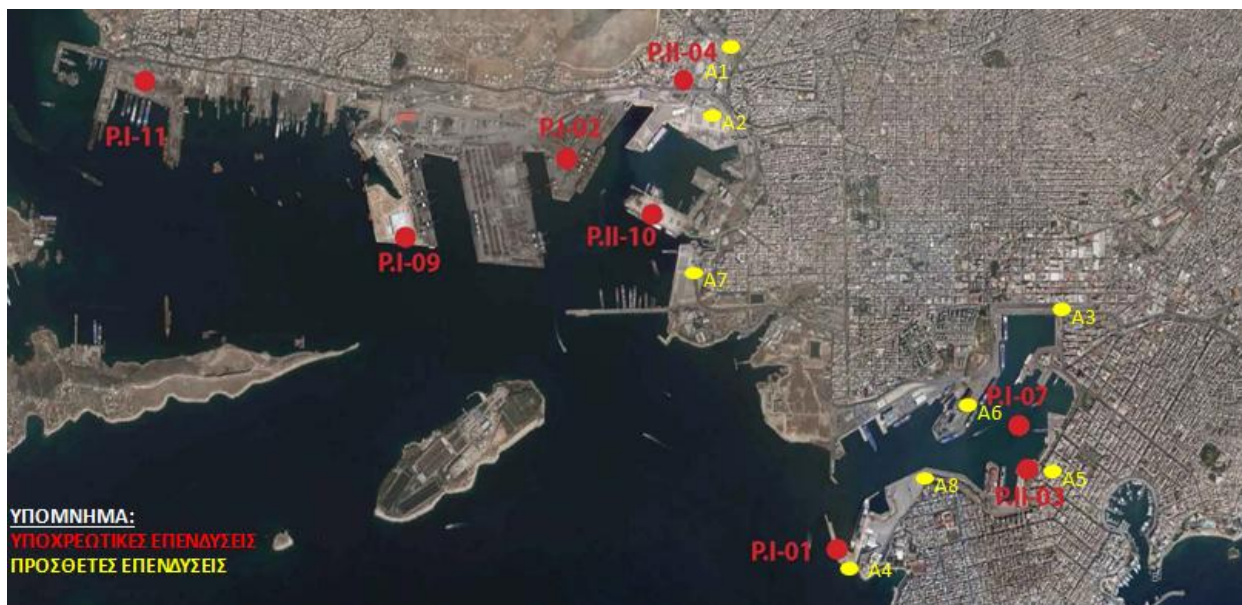 P.II-04
A1
P.I-11
A2
P.I-02
P.II-10
P.I-09
A7
A3
P.I-07
A6
A8
A5
P.II-03
P.I-01
A4
ΥΠΟΜΝΗΜΑ:
ΥΠΟΧΡΕΩΤΙΚΕΣ ΕΠΕΝΔΥΣΕΙΣ
ΠΡΟΣΘΕΤΕΣ ΕΠΕΝΔΥΣΕΙΣ